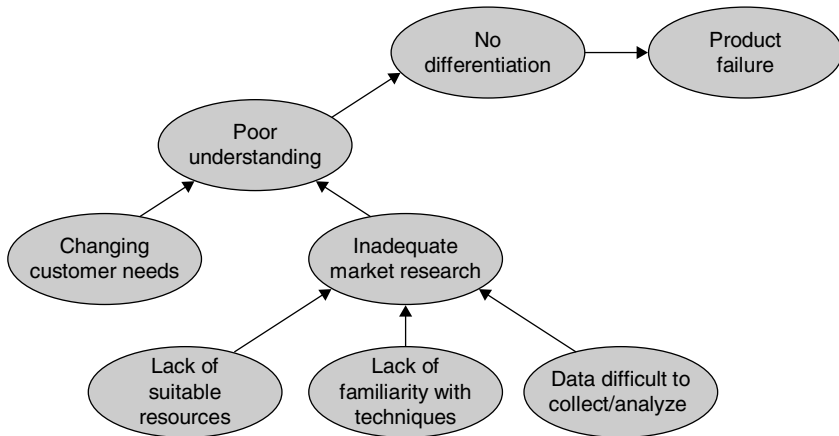 No
differentiation
Product
failure
Poor
understanding
Changing
customer needs
Inadequate
market research
Lack of
suitable
resources
Lack of
familiarity with
techniques
Data difficult to
collect/analyze